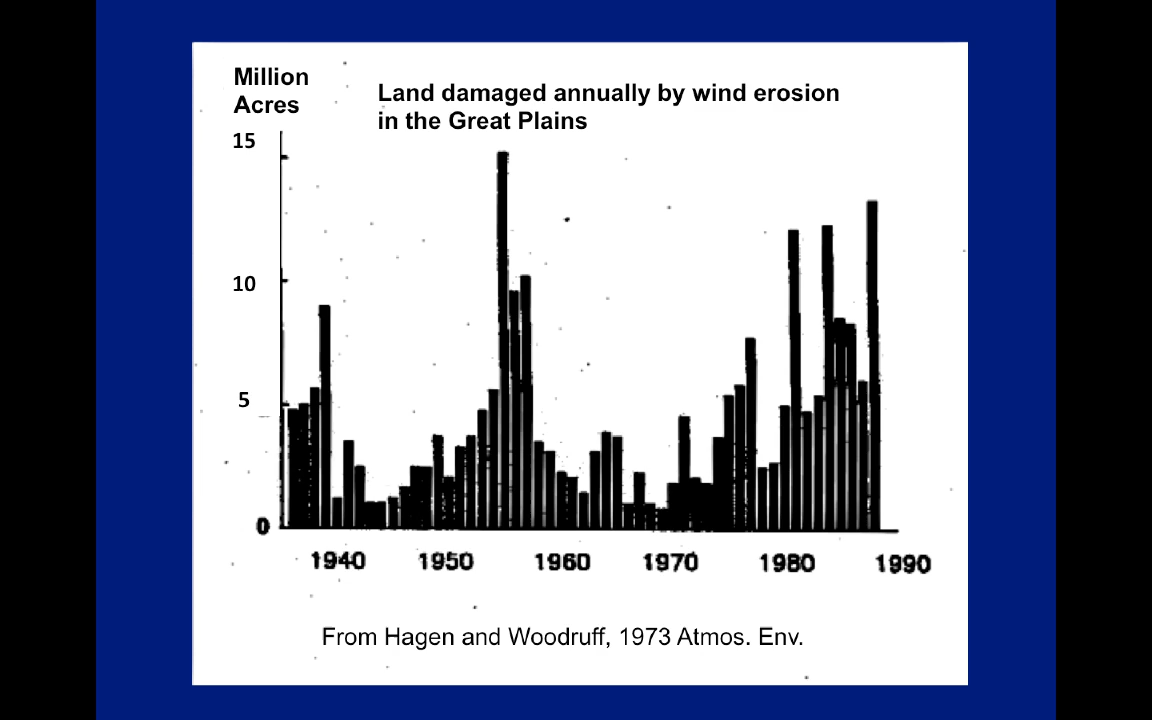 Million
Acres
Land damaged annually by wind erosion
in the Great Plains
15
10
5
0
1940 1950 1960 1970 1980 1990
From Hagen and Woodruff, 1973 Atmos. Env.